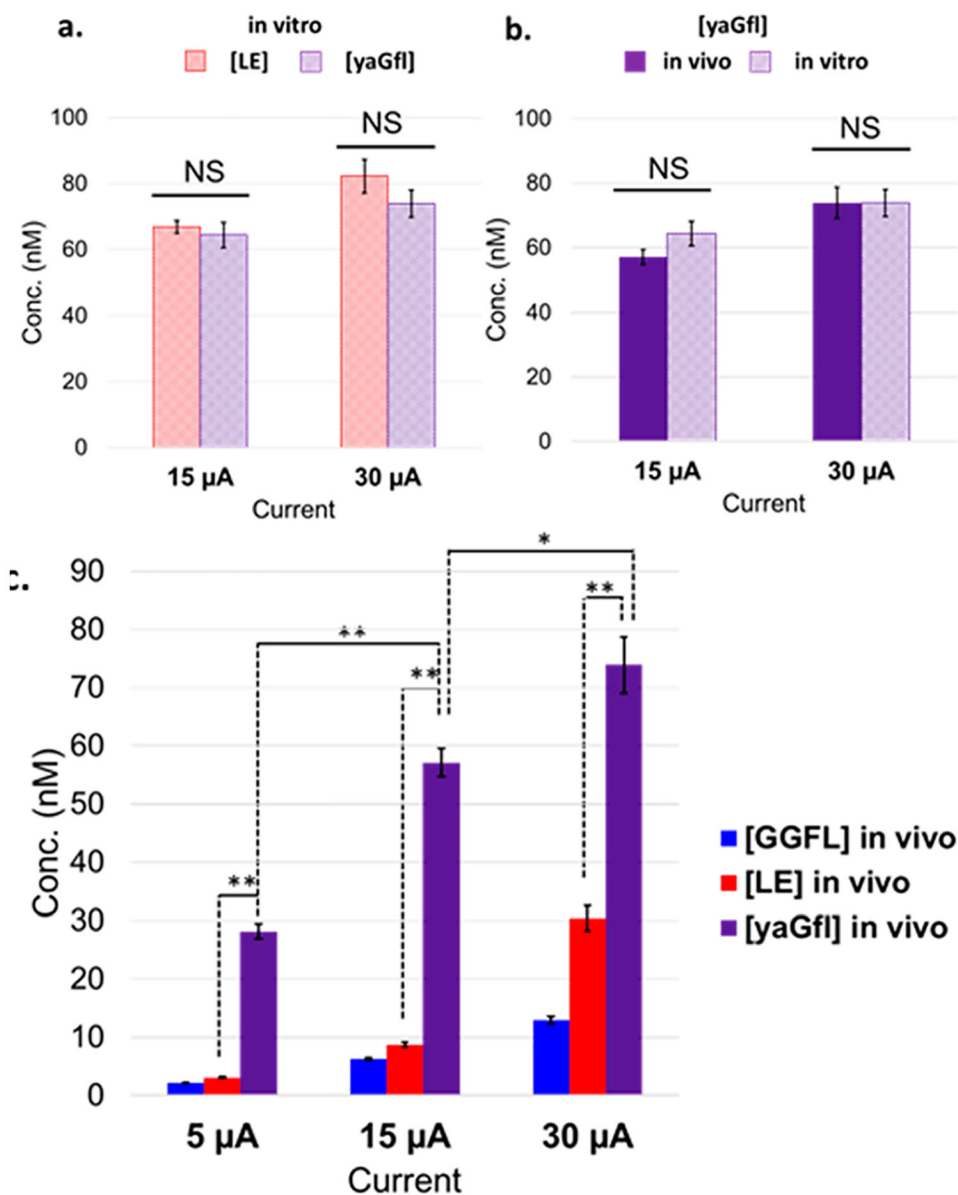 a.
in vitro
[LE] [yaGfl]
100
80
60
40
20
0
Conc. (nM)
NS
NS
15 µA 30 µA
Current
b.
[yaGfl]
in vivo in vitro
100
80
60
40
20
0
Conc. (nM)
NS
NS
15 µA 30 µA
Current
c.
90
80
70
60
50
40
30
20
10
0
Conc. (nM)
*
**
**
**
**
5 µA 15 µA 30 µA
Current
[GGFL] in vivo
[LE] in vivo
[yaGfl] in vivo